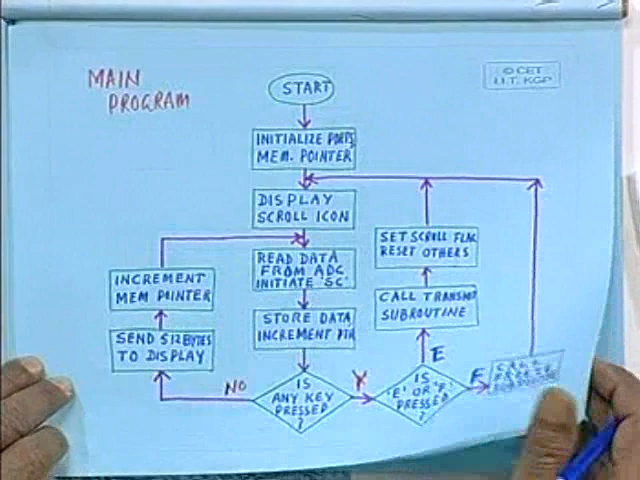 MAIN
PROGRAM
© CET
I.I.T. KGP
START
INITIALIZE PORTS
MEM. POINTER
DISPLAY
SCROLL ICON
READ DATA
FROM ADC
INITIATE 'SC'
STORE DATA
INCREMENT PTR
IS
ANY KEY
PRESSED
?
NO
SEND 512 BYTES
TO DISPLAY
INCREMENT
MEM POINTER
Y
IS
'E' OR 'F'
PRESSED
?
E
CALL TRANSMIT
SUBROUTINE
SET SCROLL FLAG
RESET OTHERS
F
CALL